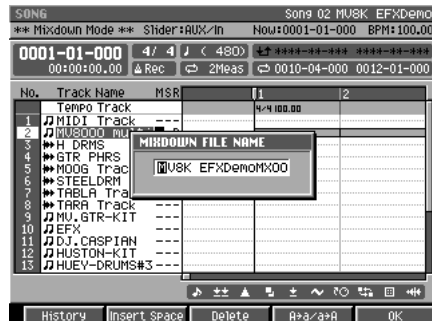 SONG Song 02 MV8K EFXDemo
** Mixdown Mode ** Slider:AUX/In Now:0001-01-000 BPM:100.00
0001-01-000 4/ 4 ♩ ( 480) ****-**-*** ****-**-***
00:00:00.00 Rec 2Meas 0010-04-000 0012-01-000
No. Track Name MSR 1 2
Tempo Track 4/4 100.00
1 MIDI Track ---
2 MV8000
3 H DRMS
4 GTR PHRS
5 MOOG Trac
6 STEELDRM
7 TABLA Tra
8 TARA Track ---
9 MV.GTR-KIT ---
10 EFX ---
11 DJ.CASPIAN ---
12 HUSTON-KIT ---
13 HUEY-DRUMS#3 ---
MIXDOWN FILE NAME
MV8K EFXDemoMX00
History Insert Space Delete A→a/a→A OK